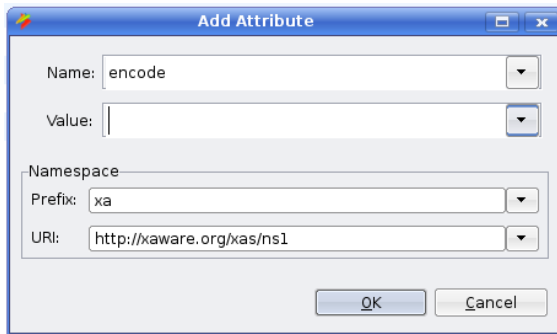 Add Attribute
Name: encode
Value:
Namespace
Prefix: xa
URI: http://xaware.org/xas/ns1
OK Cancel